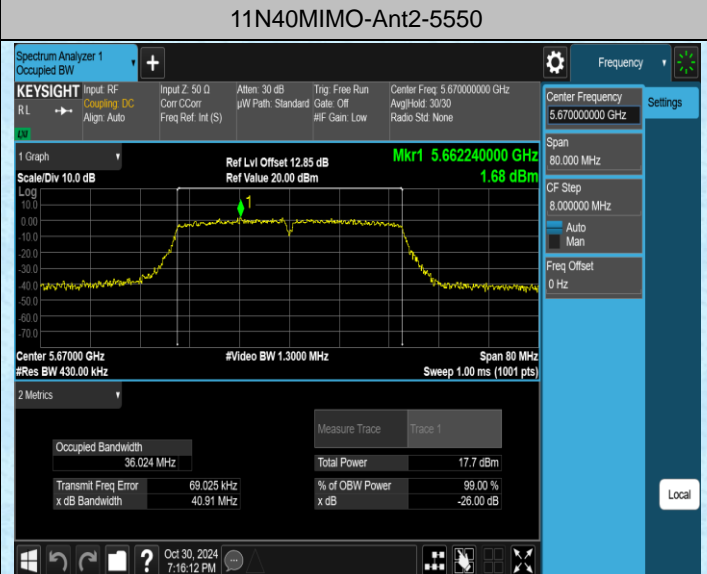 11N40MIMO-Ant2-5550
Spectrum Analyzer 1
Occupied BW
Frequency
KEYSIGHT
RL
Input: RF
Coupling: DC
Align: Auto
Input Z: 50 Ω
Corr CCorr
Freq Ref: Int (S)
Atten: 30 dB
µW Path: Standard
Trig: Free Run
Gate: Off
#IF Gain: Low
Center Freq: 5.670000000 GHz
Avg|Hold: 30/30
Radio Std: None
Center Frequency
5.670000000 GHz
Settings
Span
80.000 MHz
CF Step
8.000000 MHz
Auto
Man
Freq Offset
0 Hz
1 Graph
Scale/Div 10.0 dB
Ref Lvl Offset 12.85 dB
Ref Value 20.00 dBm
Mkr1 5.662240000 GHz
1.68 dBm
Log
10.0
0.00
-10.0
-20.0
-30.0
-40.0
-50.0
-60.0
-70.0
1
Center 5.67000 GHz
#Video BW 1.3000 MHz
Span 80 MHz
#Res BW 430.00 kHz
Sweep 1.00 ms (1001 pts)
2 Metrics
Measure Trace Trace 1
Occupied Bandwidth
36.024 MHz
Total Power 17.7 dBm
Transmit Freq Error 69.025 kHz
% of OBW Power 99.00 %
x dB Bandwidth 40.91 MHz
x dB -26.00 dB
Local
?
Oct 30, 2024
7:16:12 PM